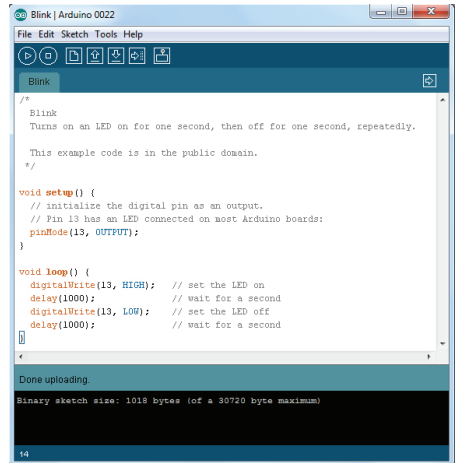 Blink | Arduino 0022
File Edit Sketch Tools Help
Blink
/*
  Blink
  Turns on an LED on for one second, then off for one second, repeatedly.

  This example code is in the public domain.
 */

void setup() {
  // initialize the digital pin as an output.
  // Pin 13 has an LED connected on most Arduino boards:
  pinMode(13, OUTPUT);
}

void loop() {
  digitalWrite(13, HIGH);   // set the LED on
  delay(1000);              // wait for a second
  digitalWrite(13, LOW);    // set the LED off
  delay(1000);              // wait for a second
}
Done uploading.
Binary sketch size: 1018 bytes (of a 30720 byte maximum)
14